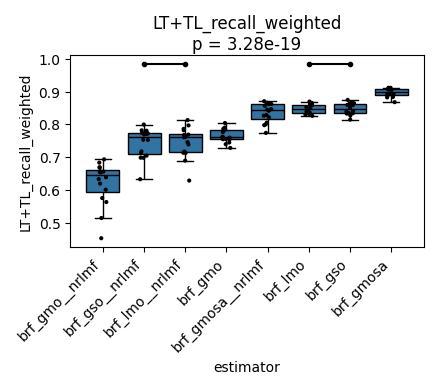 LT+TL_recall_weighted
p = 3.28e-19
LT+TL_recall_weighted
1.0
0.9
0.8
0.7
0.6
0.5
brf_gmo__nrlmf
brf_gso__nrlmf
brf_lmo__nrlmf
brf_gmo
brf_gmosa__nrlmf
brf_lmo
brf_gso
brf_gmosa
estimator